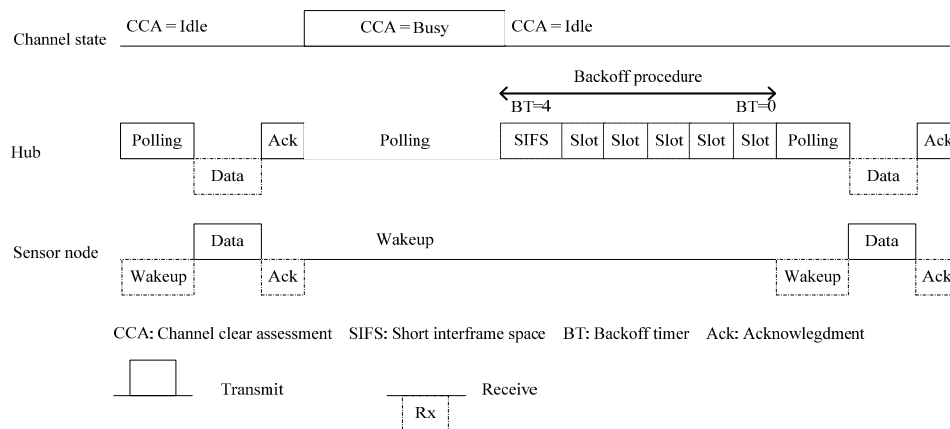 CCA = Idle
CCA = Busy
CCA = Idle
Channel state
Backoff procedure
BT=4
BT=0
Hub
Polling
Ack
Polling
SIFS
Slot
Slot
Slot
Slot
Slot
Polling
Ack
Data
Data
Sensor node
Data
Wakeup
Data
Wakeup
Ack
Wakeup
Ack
CCA: Channel clear assessment SIFS: Short interframe space BT: Backoff timer Ack: Acknowlegdment
Transmit
Receive
Rx